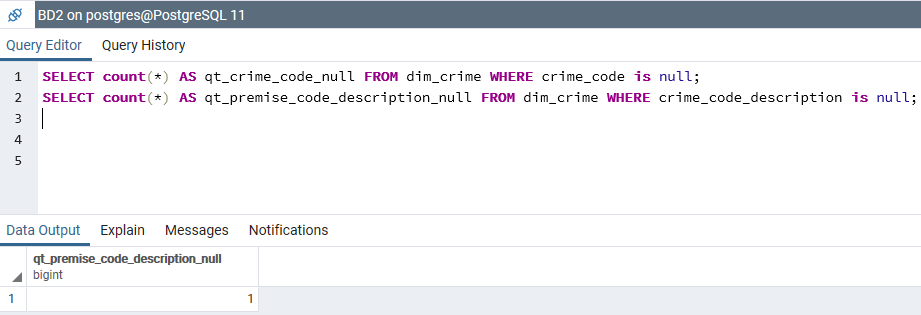 BD2 on postgres@PostgreSQL 11
Query Editor Query History
1 SELECT count(*) AS qt_crime_code_null FROM dim_crime WHERE crime_code is null;
2 SELECT count(*) AS qt_premise_code_description_null FROM dim_crime WHERE crime_code_description is null;
3
4
5
Data Output Explain Messages Notifications
qt_premise_code_description_null
bigint
1 1